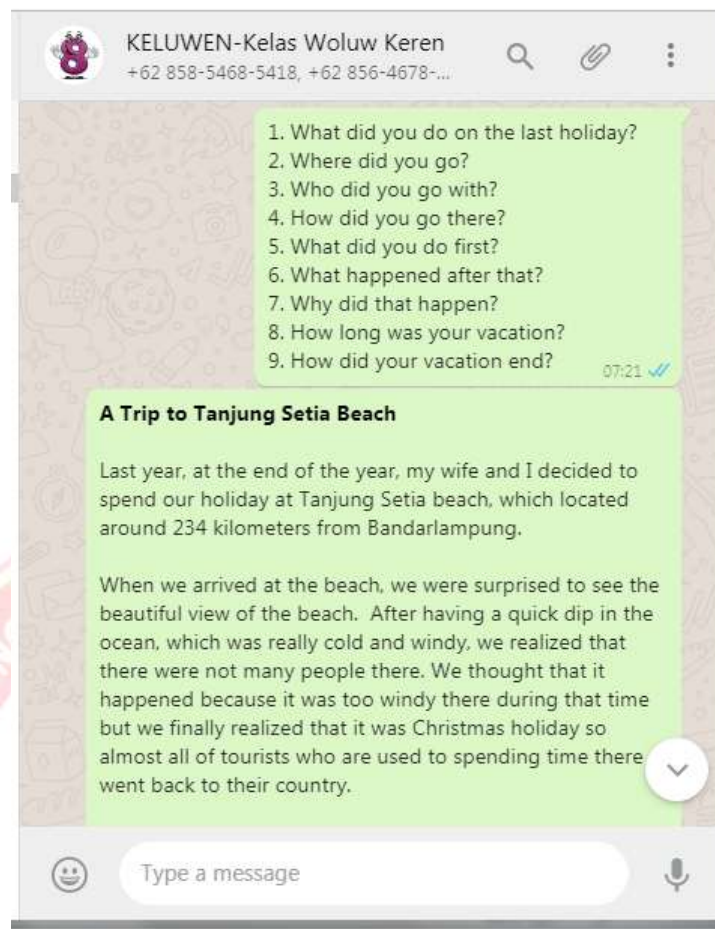 KELUWEN-Kelas Woluw Keren
+62 858-5468-5418, +62 856-4678-...
1. What did you do on the last holiday?
2. Where did you go?
3. Who did you go with?
4. How did you go there?
5. What did you do first?
6. What happened after that?
7. Why did that happen?
8. How long was your vacation?
9. How did your vacation end?
07:21
A Trip to Tanjung Setia Beach
Last year, at the end of the year, my wife and I decided to
spend our holiday at Tanjung Setia beach, which located
around 234 kilometers from Bandarlampung.
When we arrived at the beach, we were surprised to see the
beautiful view of the beach.  After having a quick dip in the
ocean, which was really cold and windy, we realized that
there were not many people there. We thought that it
happened because it was too windy there during that time
but we finally realized that it was Christmas holiday so
almost all of tourists who are used to spending time there
went back to their country.
Type a message